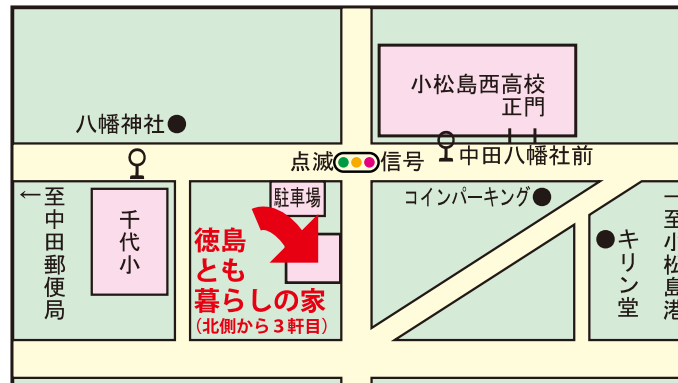 小松島西高校
正門
八幡神社
点滅
信号
中田八幡社前
←至中田郵便局
千代小
駐車場
コインパーキング
徳島
とも
暮らしの家
（北側から３軒目）
キリン堂
至小松島港